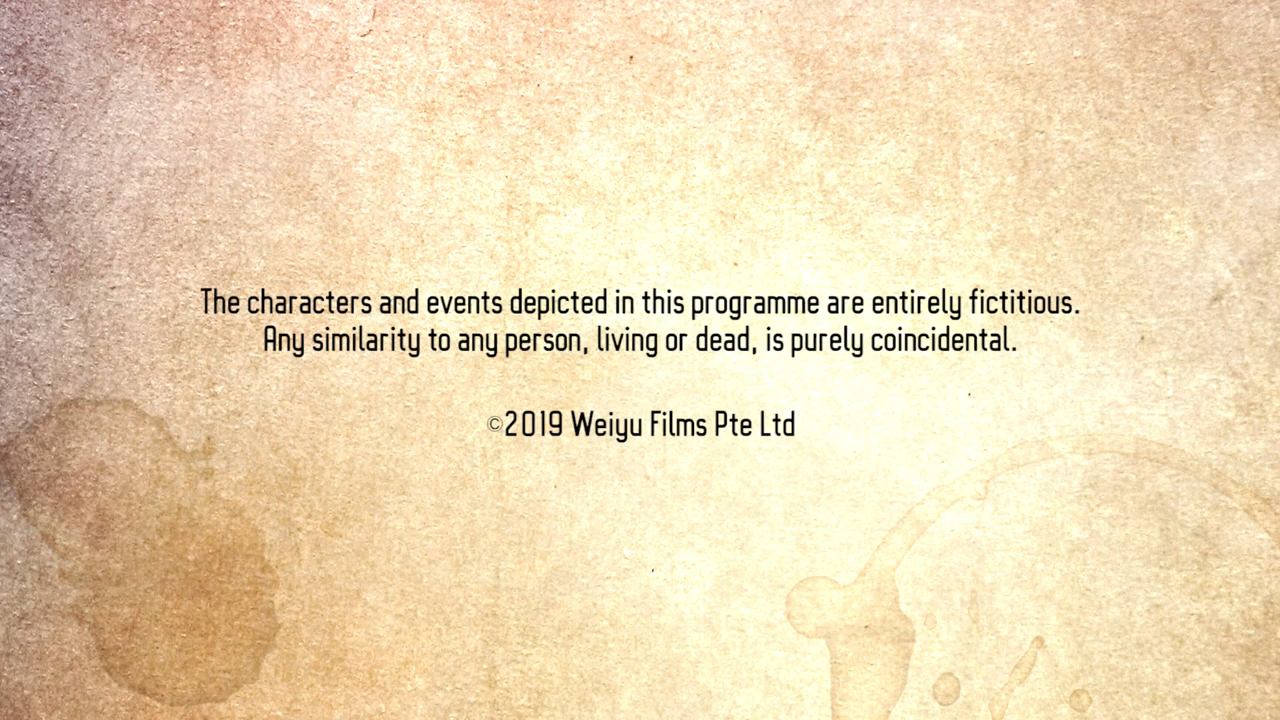 The characters and events depicted in this programme are entirely fictitious.
Any similarity to any person, living or dead, is purely coincidental.
©2019 Weiyu Films Pte Ltd